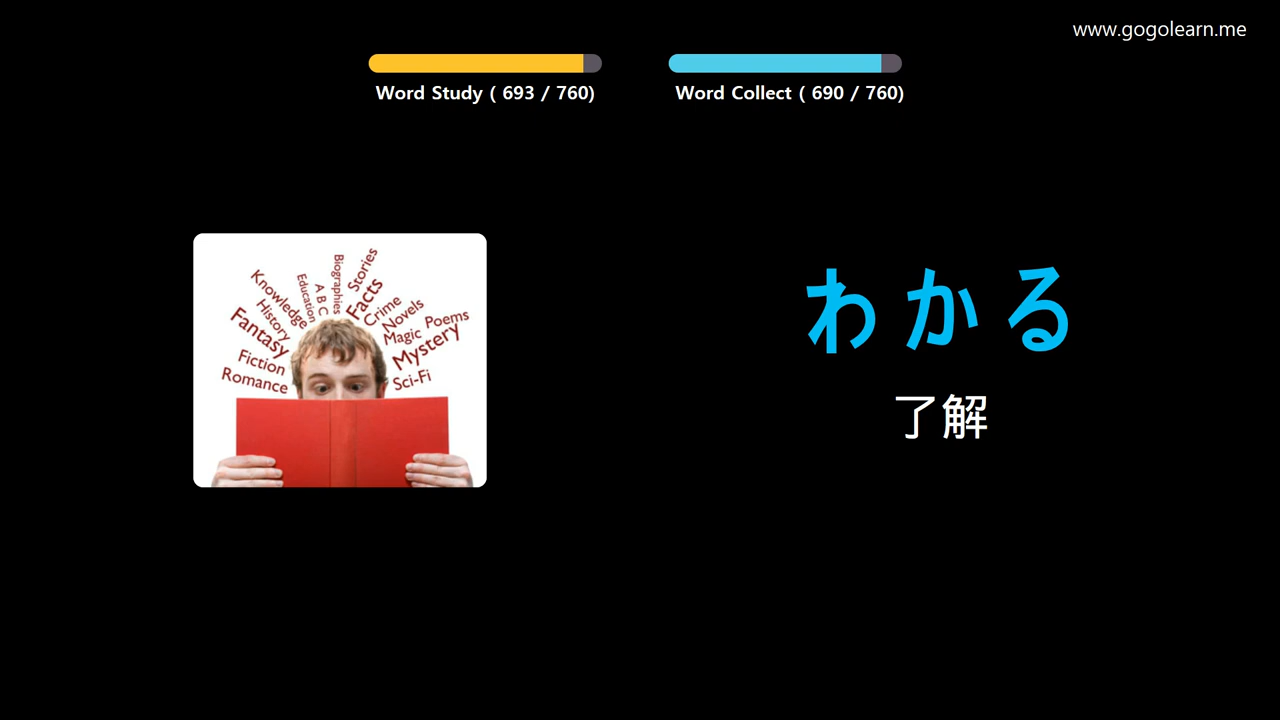 www.gogolearn.me
Word Study ( 693 / 760)
Word Collect ( 690 / 760)
Knowledge
History
Fantasy
Fiction
Romance
Education
A B C
Biographies
Stories
Facts
Crime
Novels
Magic
Poems
Mystery
Sci-Fi
わかる
了解